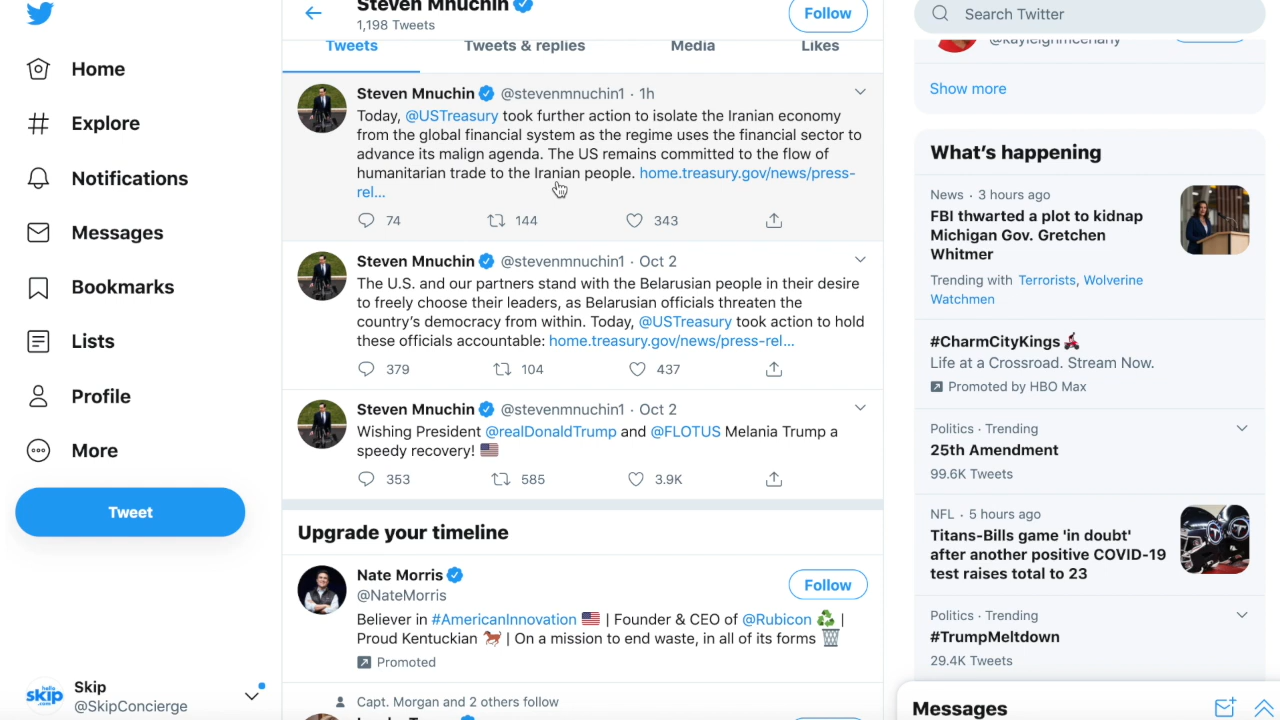 Steven Mnuchin
1,198 Tweets
Follow
Search Twitter
Tweets
Tweets & replies
Media
Likes
@kayleighmcenany
Home
Explore
Notifications
Messages
Bookmarks
Lists
Profile
More
Tweet
hello
skip
.com
Skip
@SkipConcierge
Steven Mnuchin @stevenmnuchin1 · 1h
Today, @USTreasury took further action to isolate the Iranian economy
from the global financial system as the regime uses the financial sector to
advance its malign agenda. The US remains committed to the flow of
humanitarian trade to the Iranian people. home.treasury.gov/news/press-
rel...
74
144
343
Steven Mnuchin @stevenmnuchin1 · Oct 2
The U.S. and our partners stand with the Belarusian people in their desire
to freely choose their leaders, as Belarusian officials threaten the
country's democracy from within. Today, @USTreasury took action to hold
these officials accountable: home.treasury.gov/news/press-rel...
379
104
437
Steven Mnuchin @stevenmnuchin1 · Oct 2
Wishing President @realDonaldTrump and @FLOTUS Melania Trump a
speedy recovery! 🇺🇸
353
585
3.9K
Upgrade your timeline
Nate Morris
@NateMorris
Follow
Believer in #AmericanInnovation 🇺🇸 | Founder & CEO of @Rubicon ♻️ |
Proud Kentuckian 🐎 | On a mission to end waste, in all of its forms 🗑️
Promoted
Capt. Morgan and 2 others follow
Show more
What's happening
News · 3 hours ago
FBI thwarted a plot to kidnap
Michigan Gov. Gretchen
Whitmer
Trending with Terrorists, Wolverine
Watchmen
#CharmCityKings
Life at a Crossroad. Stream Now.
Promoted by HBO Max
Politics · Trending
25th Amendment
99.6K Tweets
NFL · 5 hours ago
Titans-Bills game 'in doubt'
after another positive COVID-19
test raises total to 23
Politics · Trending
#TrumpMeltdown
29.4K Tweets
Messages